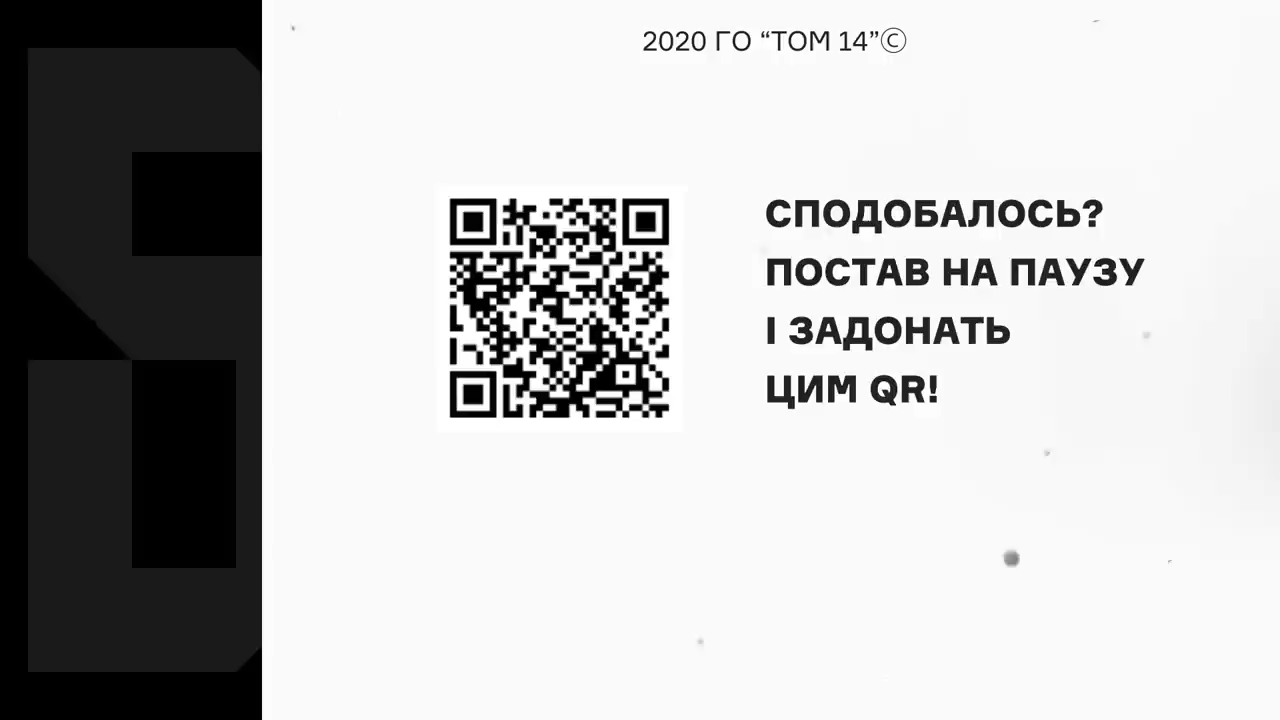 2020 ГО “ТОМ 14”©
СПОДОБАЛОСЬ?
ПОСТАВ НА ПАУЗУ
І ЗАДОНАТЬ
ЦИМ QR!